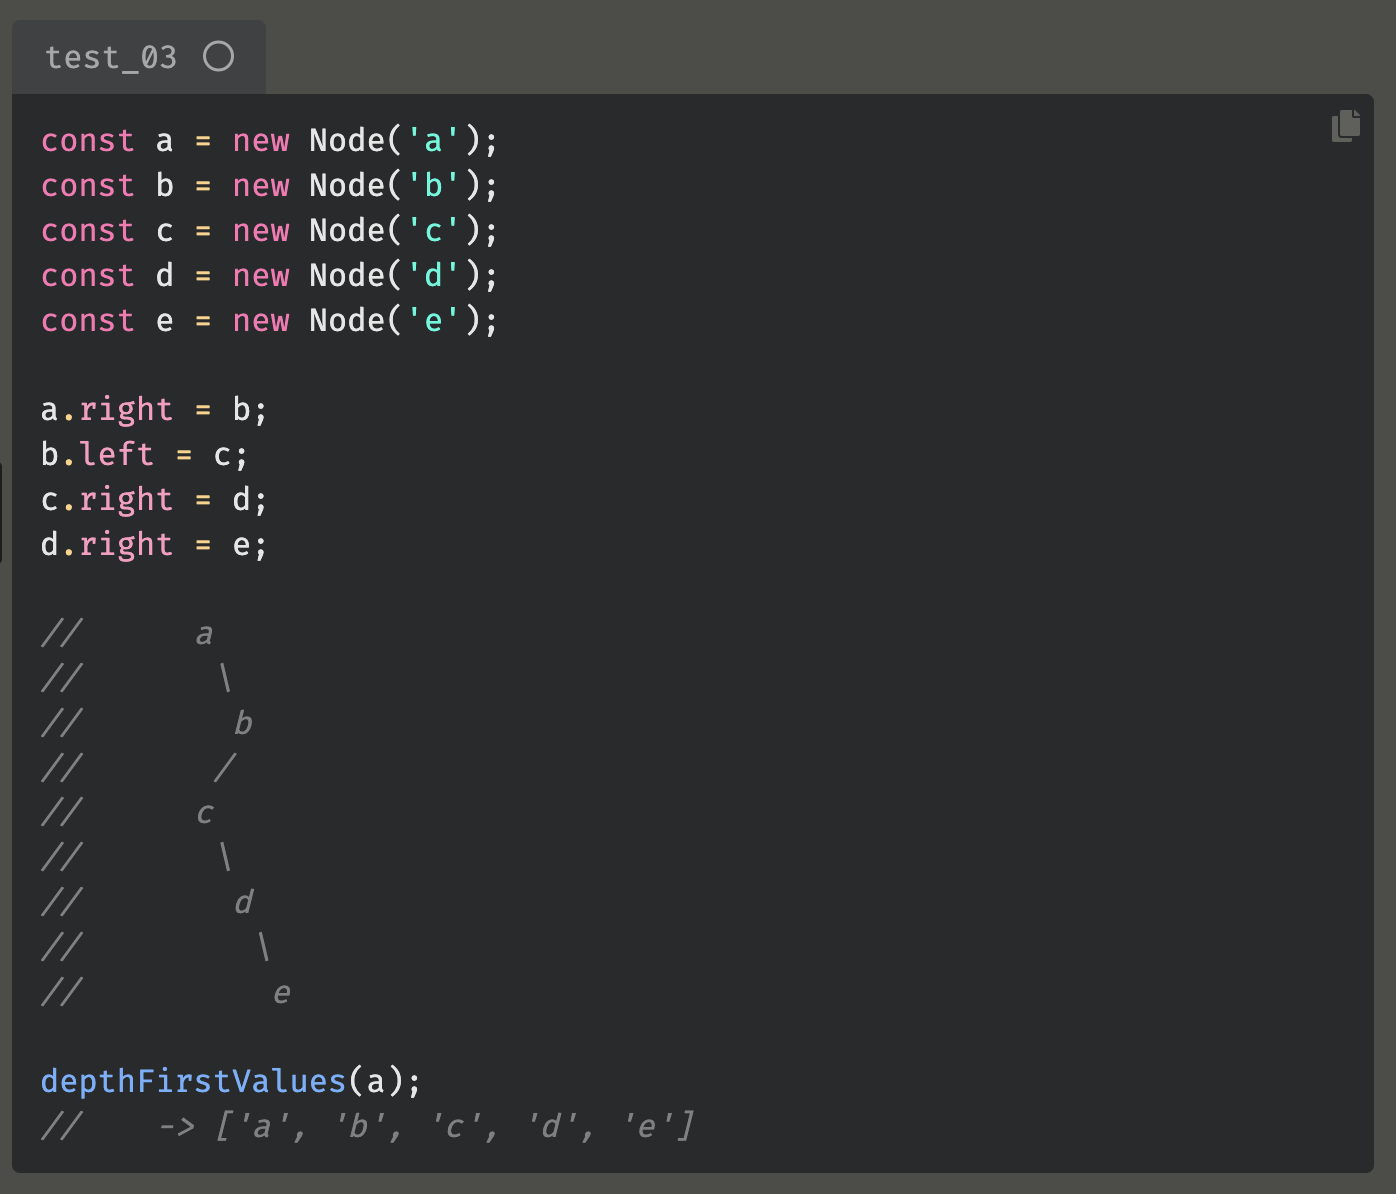 test_03
const a = new Node('a');
const b = new Node('b');
const c = new Node('c');
const d = new Node('d');
const e = new Node('e');

a.right = b;
b.left = c;
c.right = d;
d.right = e;

//      a
//       \
//        b
//       /
//      c
//       \
//        d
//         \
//          e

depthFirstValues(a);
//    -> ['a', 'b', 'c', 'd', 'e']